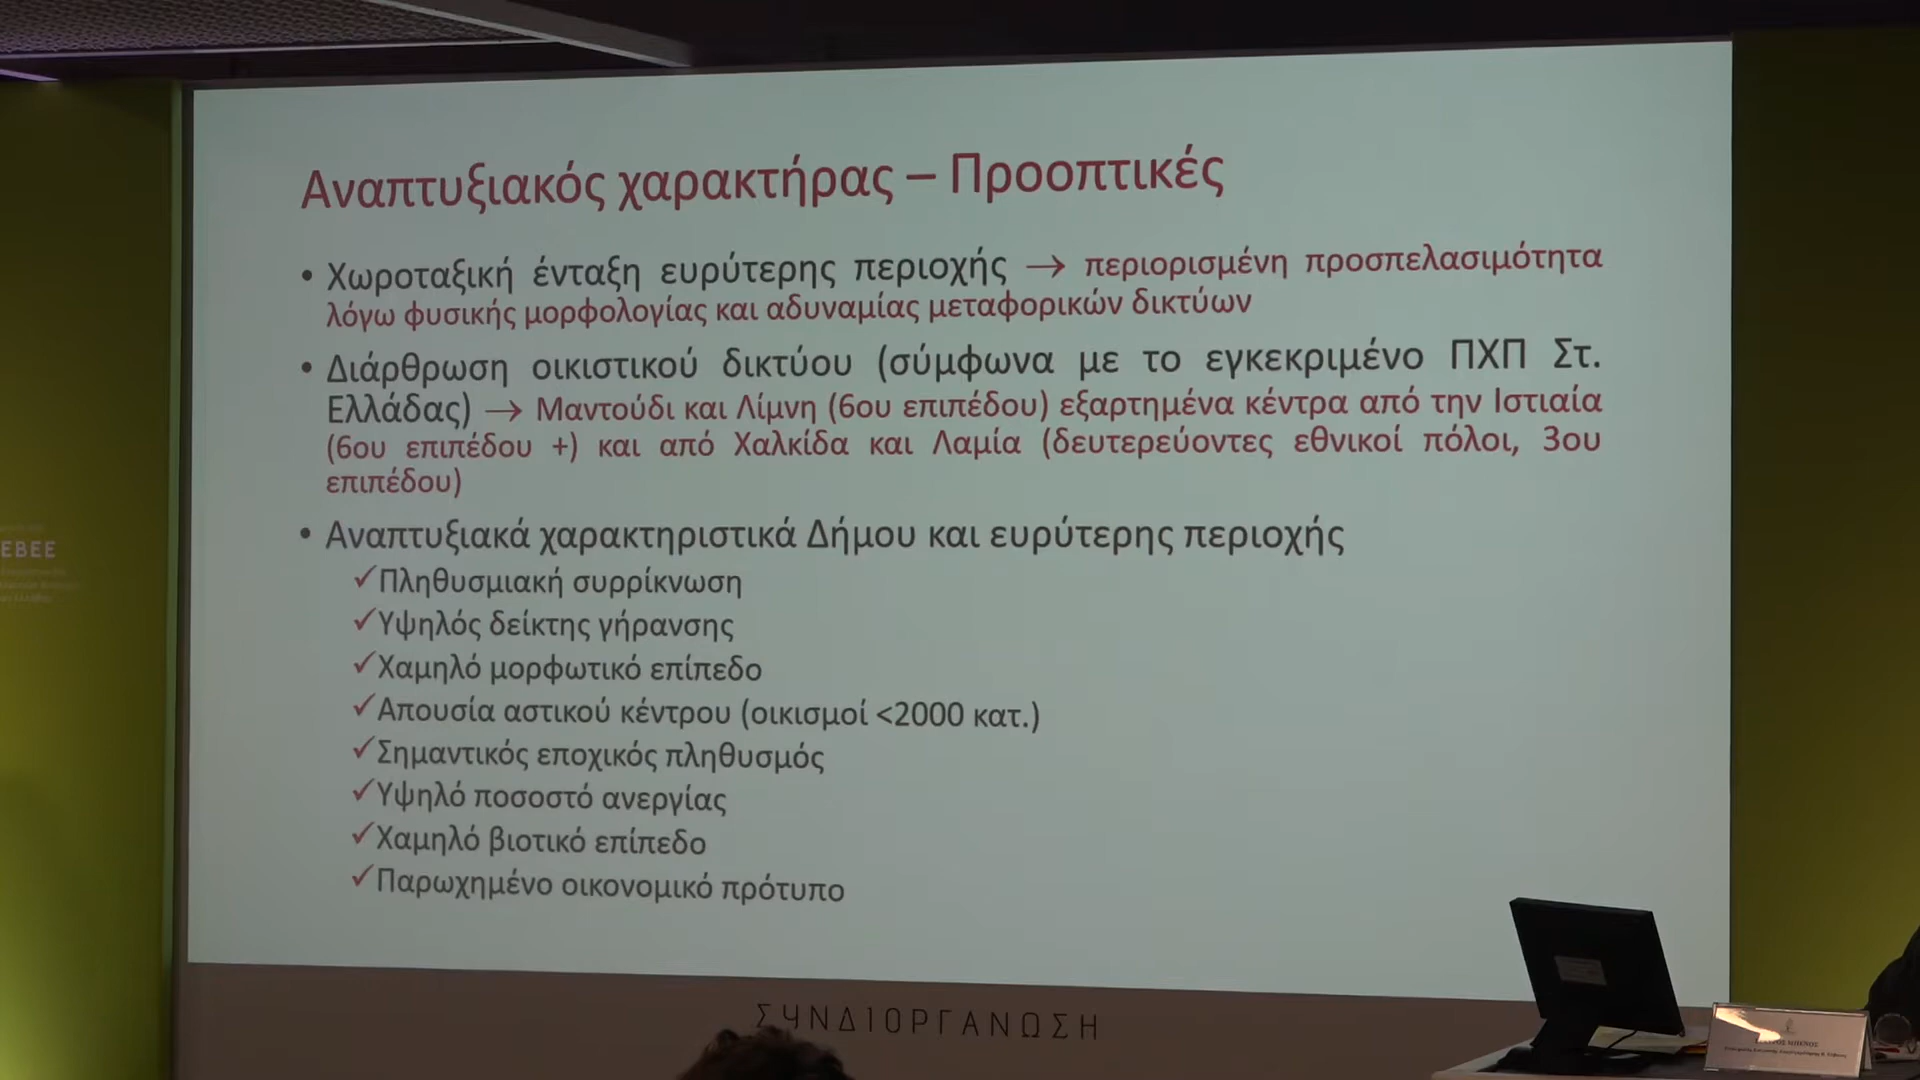 Αναπτυξιακός χαρακτήρας – Προοπτικές
• Χωροταξική ένταξη ευρύτερης περιοχής → περιορισμένη προσπελασιμότητα
λόγω φυσικής μορφολογίας και αδυναμίας μεταφορικών δικτύων
• Διάρθρωση οικιστικού δικτύου (σύμφωνα με το εγκεκριμένο ΠΧΠ Στ.
Ελλάδας) → Μαντούδι και Λίμνη (6ου επιπέδου) εξαρτημένα κέντρα από την Ιστιαία
(6ου επιπέδου +) και από Χαλκίδα και Λαμία (δευτερεύοντες εθνικοί πόλοι, 3ου
επιπέδου)
• Αναπτυξιακά χαρακτηριστικά Δήμου και ευρύτερης περιοχής
✓Πληθυσμιακή συρρίκνωση
✓Υψηλός δείκτης γήρανσης
✓Χαμηλό μορφωτικό επίπεδο
✓Απουσία αστικού κέντρου (οικισμοί <2000 κατ.)
✓Σημαντικός εποχικός πληθυσμός
✓Υψηλό ποσοστό ανεργίας
✓Χαμηλό βιοτικό επίπεδο
✓Παρωχημένο οικονομικό πρότυπο
ΕΒΕΕ
ΣΥΝΔΙΟΡΓΑΝΩΣΗ
ΜΠΕΝΟΣ